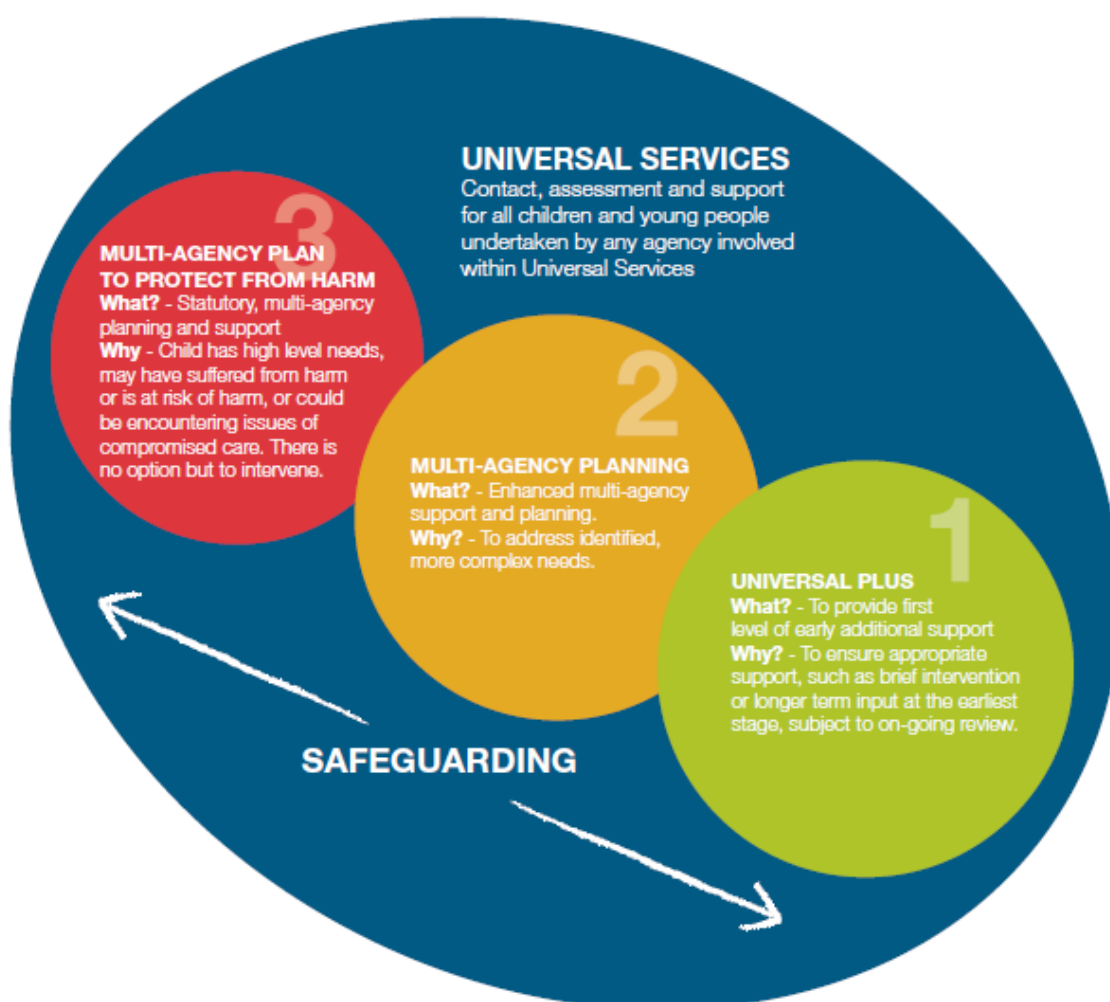 UNIVERSAL SERVICES
Contact, assessment and support
for all children and young people
undertaken by any agency involved
within Universal Services
3
MULTI-AGENCY PLAN
TO PROTECT FROM HARM
What? - Statutory, multi-agency
planning and support
Why - Child has high level needs,
may have suffered from harm
or is at risk of harm, or could
be encountering issues of
compromised care. There is
no option but to intervene.
2
MULTI-AGENCY PLANNING
What? - Enhanced multi-agency
support and planning.
Why? - To address identified,
more complex needs.
1
UNIVERSAL PLUS
What? - To provide first
level of early additional support
Why? - To ensure appropriate
support, such as brief intervention
or longer term input at the earliest
stage, subject to on-going review.
SAFEGUARDING